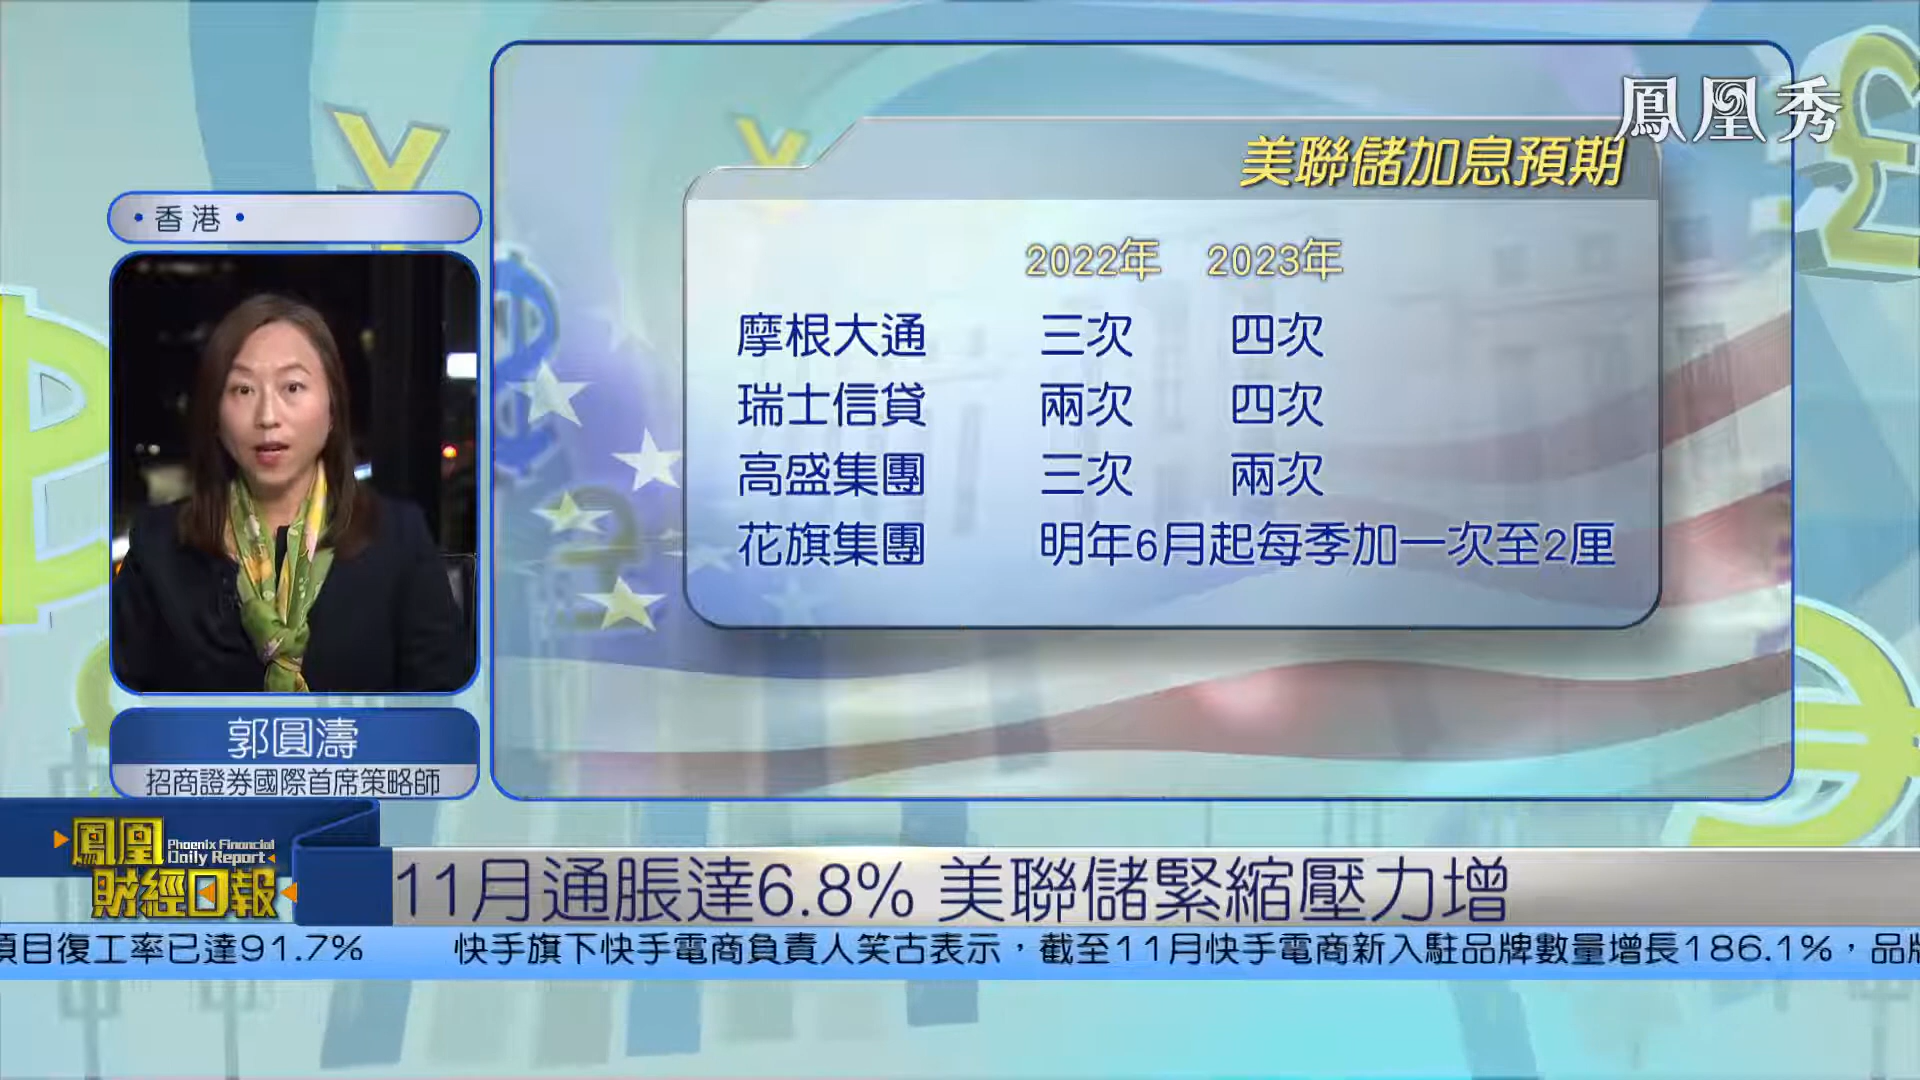 鳳凰秀
美聯儲加息預期
2022年 2023年
摩根大通 三次 四次
瑞士信貸 兩次 四次
高盛集團 三次 兩次
花旗集團 明年6月起每季加一次至2厘
·香港·
郭圓濤
招商證券國際首席策略師
鳳凰 Phoenix Financial
Daily Report
財經日報
11月通脹達6.8% 美聯儲緊縮壓力增
項目復工率已達91.7% 快手旗下快手電商負責人笑古表示，截至11月快手電商新入駐品牌數量增長186.1%，品牌